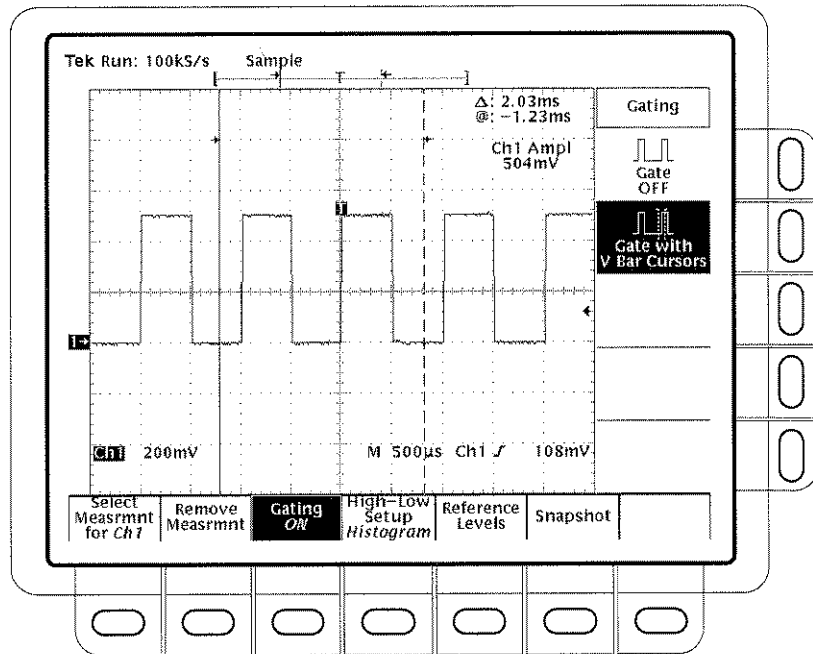 Tek Run: 100kS/s Sample
Δ: 2.03ms
@: −1.23ms
Ch1 Ampl
504mV
T
1→
Ch1 200mV M 500µs Ch1 108mV
Gating
Gate
OFF
Gate with
V Bar Cursors
Select
Measrmnt
for Ch1
Remove
Measrmnt
Gating
ON
High–Low
Setup
Histogram
Reference
Levels
Snapshot